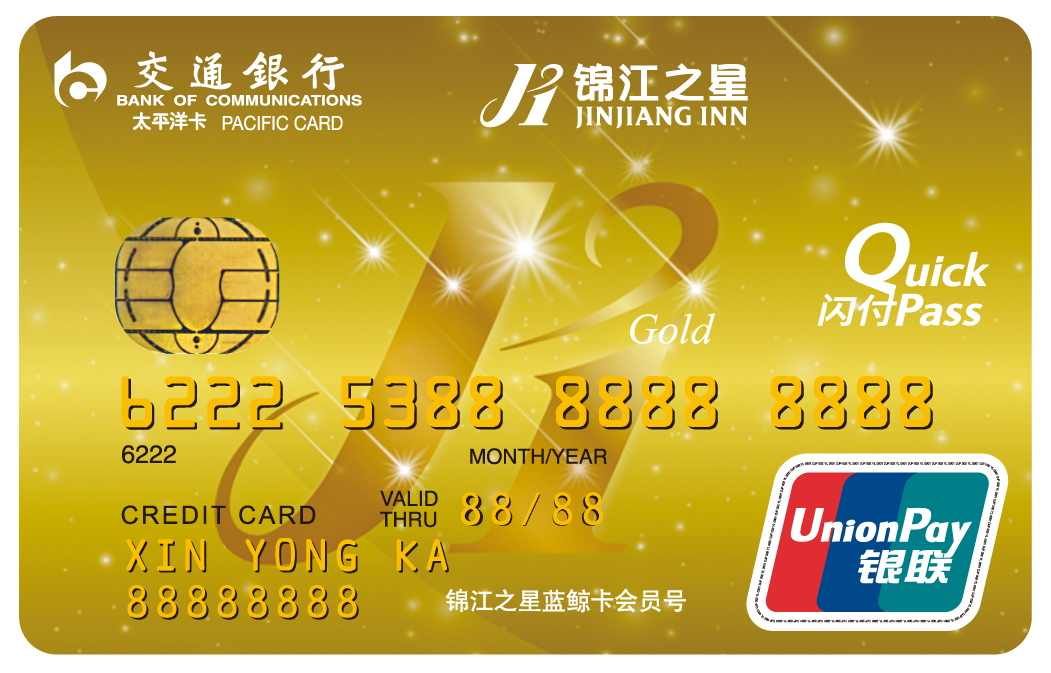 交通銀行
BANK OF COMMUNICATIONS
太平洋卡 PACIFIC CARD
锦江之星
JINJIANG INN
Quick
闪付Pass
Gold
6222 5388 8888 8888
6222
MONTH/YEAR
CREDIT CARD
VALID
THRU
88/88
XIN YONG KA
88888888
锦江之星蓝鲸卡会员号
UnionPay
银联